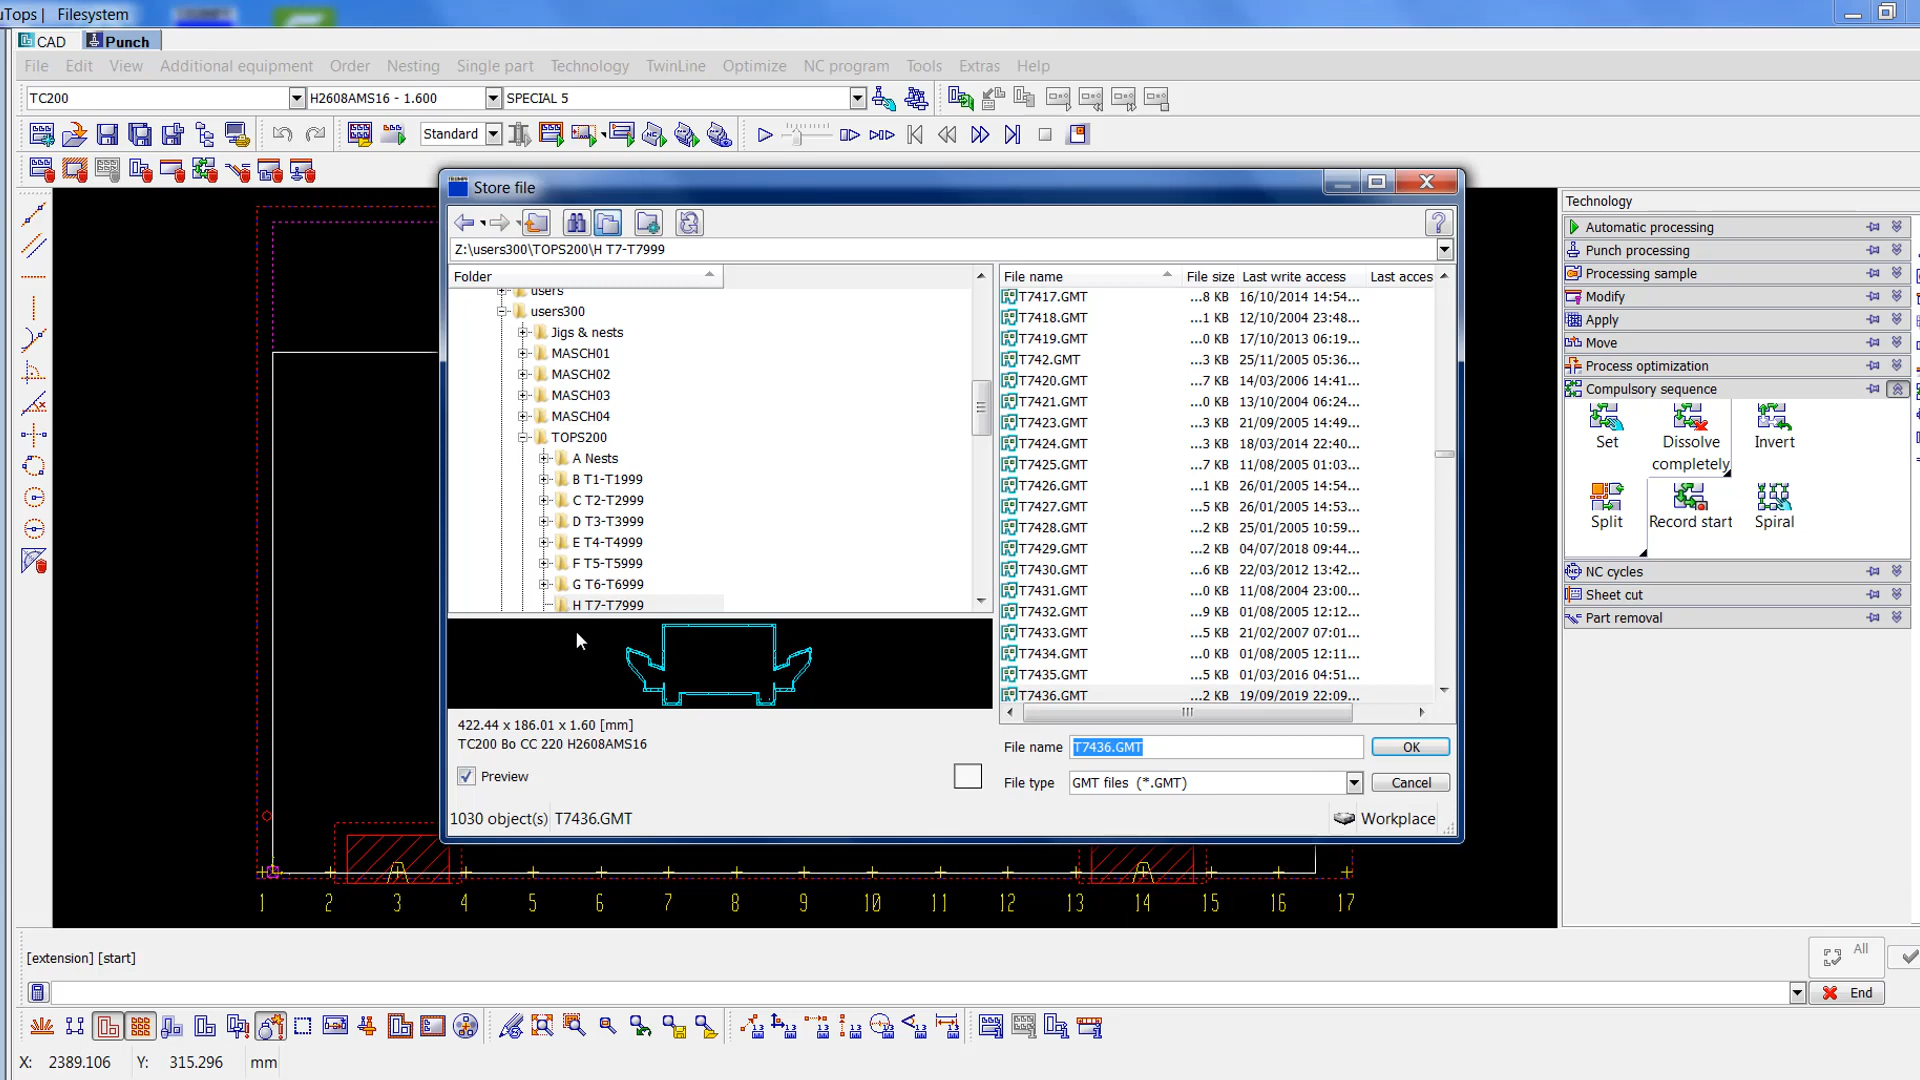 uTops | Filesystem
CAD Punch
File Edit View Additional equipment Order Nesting Single part Technology TwinLine Optimize NC program Tools Extras Help
TC200 H2608AMS16 - 1.600 SPECIAL 5
Standard
Store file
Z:\users300\TOPS200\H T7-T7999
Folder
users
users300
Jigs & nests
MASCH01
MASCH02
MASCH03
MASCH04
TOPS200
A Nests
B T1-T1999
C T2-T2999
D T3-T3999
E T4-T4999
F T5-T5999
G T6-T6999
H T7-T7999
File name File size Last write access Last acces
T7417.GMT ...8 KB 16/10/2014 14:54...
T7418.GMT ...1 KB 12/10/2004 23:48...
T7419.GMT ...0 KB 17/10/2013 06:19...
T742.GMT ...3 KB 25/11/2005 05:36...
T7420.GMT ...7 KB 14/03/2006 14:41...
T7421.GMT ...0 KB 13/10/2004 06:24...
T7423.GMT ...3 KB 21/09/2005 14:49...
T7424.GMT ...3 KB 18/03/2014 22:40...
T7425.GMT ...7 KB 11/08/2005 01:03...
T7426.GMT ...1 KB 26/01/2005 14:54...
T7427.GMT ...5 KB 26/01/2005 14:53...
T7428.GMT ...2 KB 25/01/2005 10:59...
T7429.GMT ...2 KB 04/07/2018 09:44...
T7430.GMT ...6 KB 22/03/2012 13:42...
T7431.GMT ...0 KB 11/08/2004 23:00...
T7432.GMT ...9 KB 01/08/2005 12:12...
T7433.GMT ...5 KB 21/02/2007 07:01...
T7434.GMT ...0 KB 01/08/2005 12:11...
T7435.GMT ...5 KB 01/03/2016 04:51...
T7436.GMT ...2 KB 19/09/2019 22:09...
422.44 x 186.01 x 1.60 [mm]
TC200 Bo CC 220 H2608AMS16
Preview
File name T7436.GMT OK
File type GMT files (*.GMT) Cancel
1030 object(s) T7436.GMT Workplace
Technology
Automatic processing
Punch processing
Processing sample
Modify
Apply
Move
Process optimization
Compulsory sequence
Set Dissolve completely Invert
Split Record start Spiral
NC cycles
Sheet cut
Part removal
1 2 3 4 5 6 7 8 9 10 11 12 13 14 15 16 17
[extension] [start]
All
End
X: 2389.106 Y: 315.296 mm